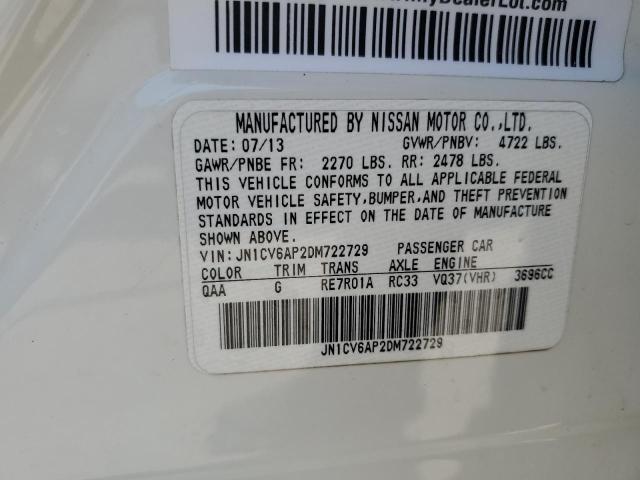 MyDealerLot.com
MANUFACTURED BY NISSAN MOTOR CO.,LTD.
DATE: 07/13 GVWR/PNBV: 4722 LBS.
GAWR/PNBE FR: 2270 LBS. RR: 2478 LBS.
THIS VEHICLE CONFORMS TO ALL APPLICABLE FEDERAL
MOTOR VEHICLE SAFETY,BUMPER,AND THEFT PREVENTION
STANDARDS IN EFFECT ON THE DATE OF MANUFACTURE
SHOWN ABOVE.
VIN:JN1CV6AP2DM722729 PASSENGER CAR
COLOR TRIM TRANS AXLE ENGINE
QAA G RE7R01A RC33 VQ37(VHR) 3696CC
JN1CV6AP2DM722729